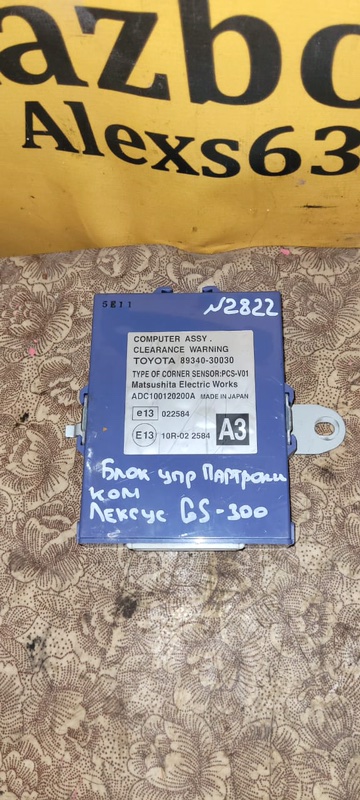 azbo
Alexs63
5E11
N2822
COMPUTER ASSY.
CLEARANCE WARNING
TOYOTA 89340-30030
TYPE OF CORNER SENSOR:PCS-V01
Matsushita Electric Works
ADC100120200A MADE IN JAPAN
e13 022584
E13 10R-02 2584 A3
Блок упр Партрони
ком
Лексус GS-300